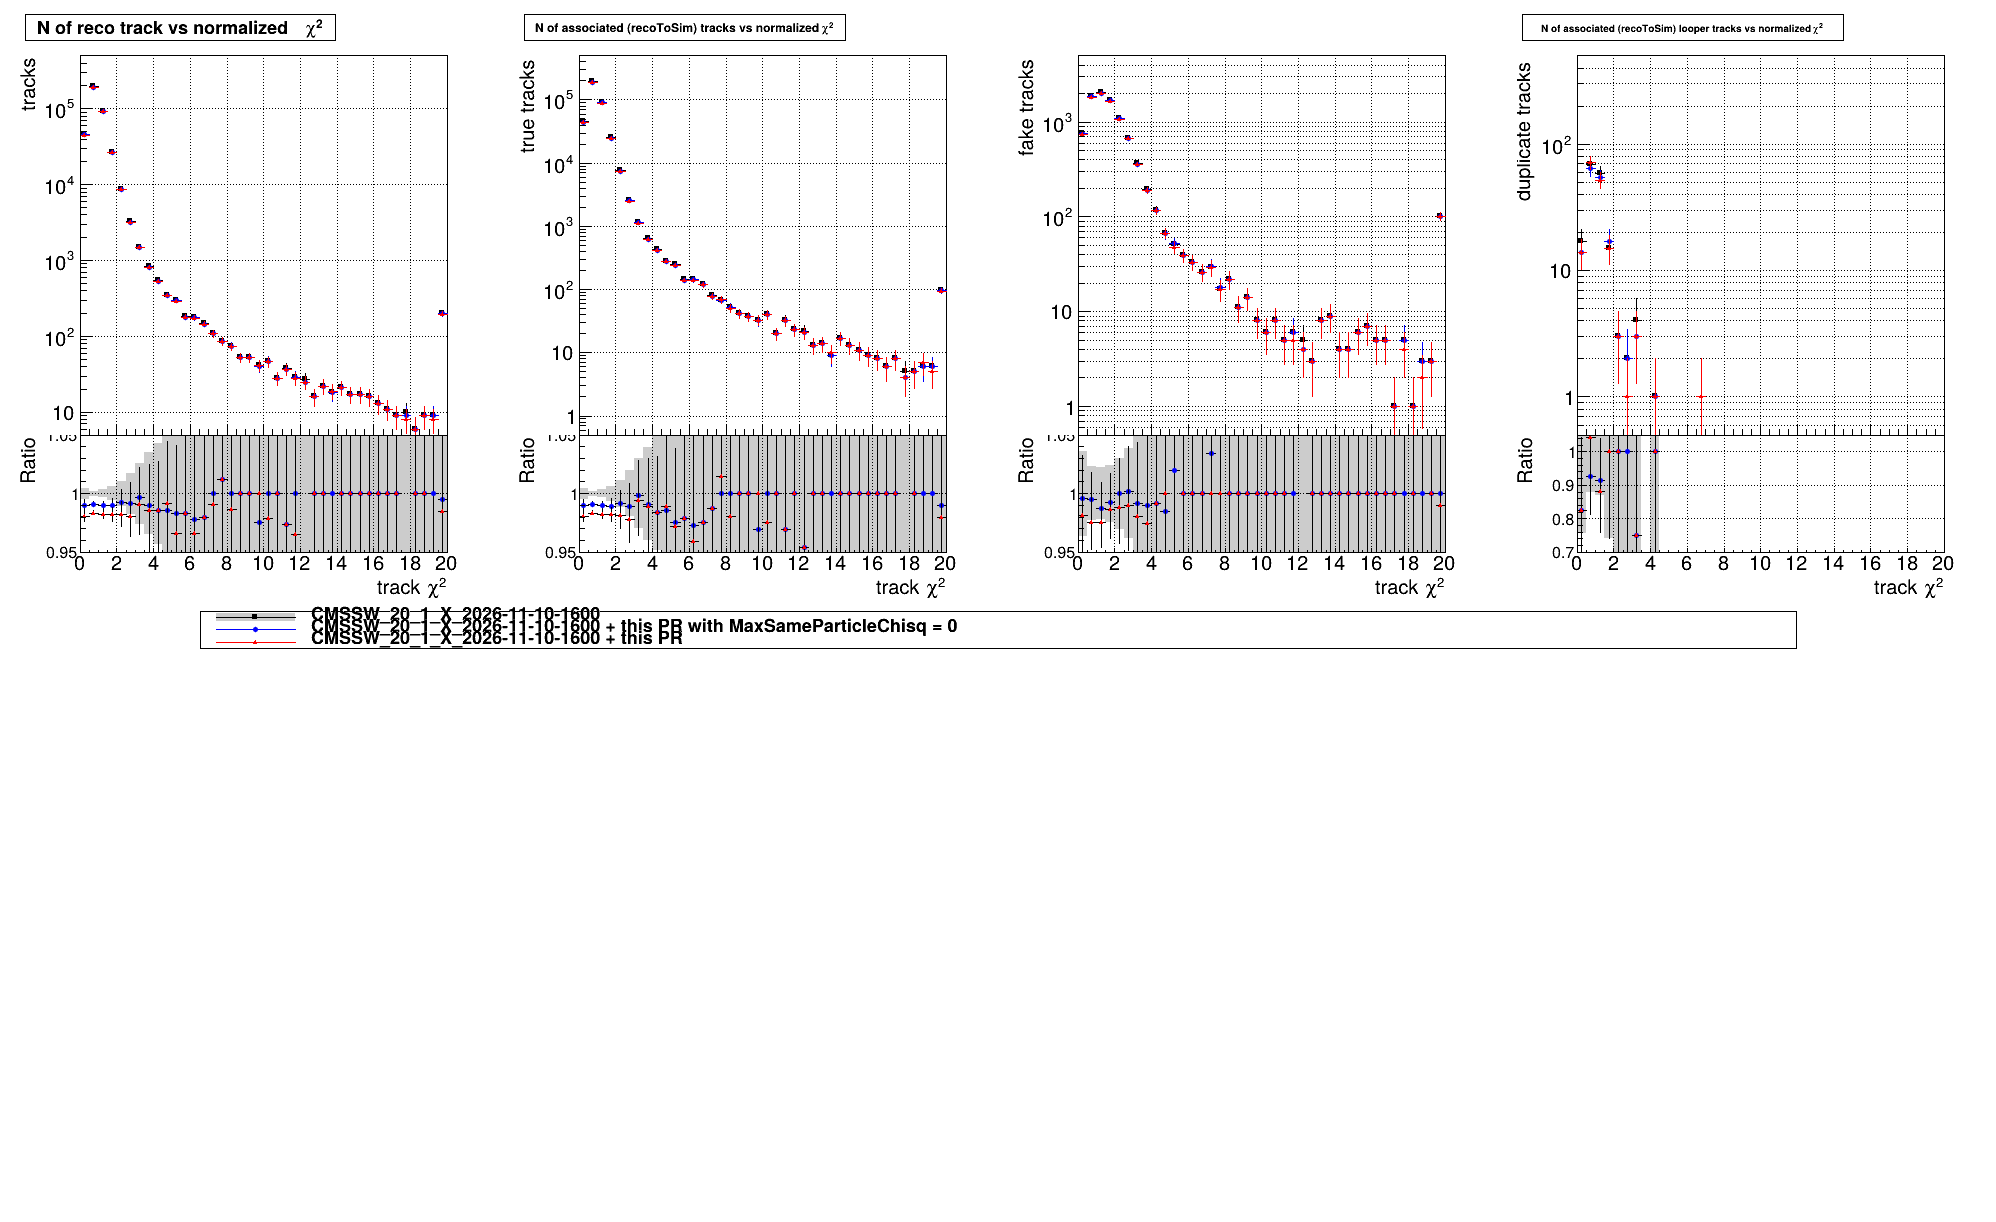 N of reco track vs normalized χ²
tracks
10⁵
10⁴
10³
10²
10
Ratio
1.05
1
0.95
0 2 4 6 8 10 12 14 16 18 20
track χ²
N of associated (recoToSim) tracks vs normalized χ²
true tracks
10⁵
10⁴
10³
10²
10
1
Ratio
1.05
1
0.95
0 2 4 6 8 10 12 14 16 18 20
track χ²
fake tracks
10³
10²
10
1
Ratio
1.05
1
0.95
0 2 4 6 8 10 12 14 16 18 20
track χ²
N of associated (recoToSim) looper tracks vs normalized χ²
duplicate tracks
10²
10
1
Ratio
1
0.9
0.8
0.7
0 2 4 6 8 10 12 14 16 18 20
track χ²
CMSSW_20_1_X_2026-11-10-1600
CMSSW_20_1_X_2026-11-10-1600 + this PR with MaxSameParticleChisq = 0
CMSSW_20_1_X_2026-11-10-1600 + this PR